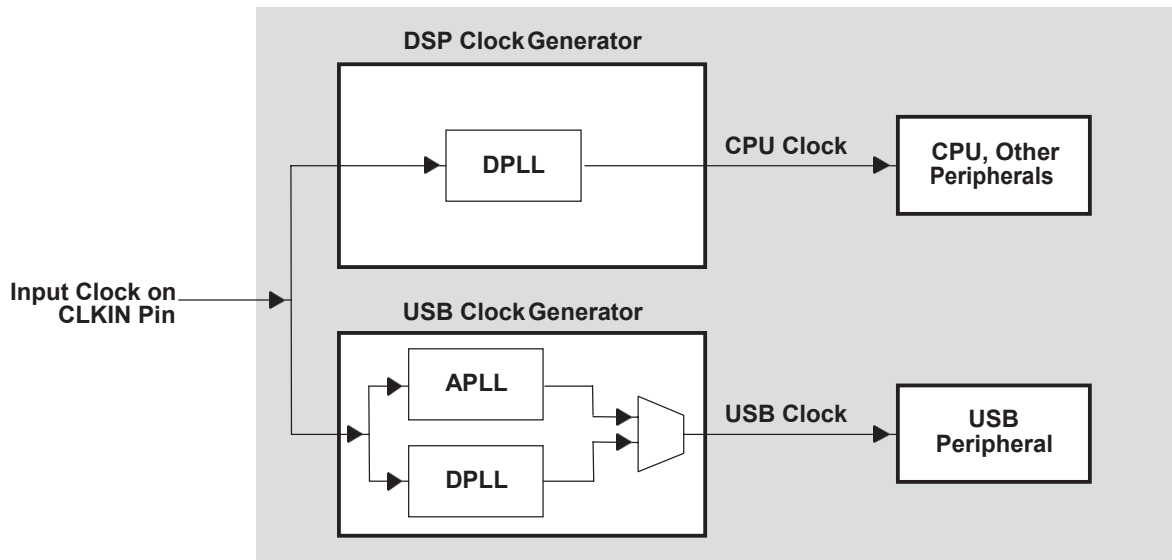 DSP Clock Generator
DPLL
CPU Clock
CPU, Other
Peripherals
Input Clock on
CLKIN Pin
USB Clock Generator
APLL
DPLL
USB Clock
USB
Peripheral